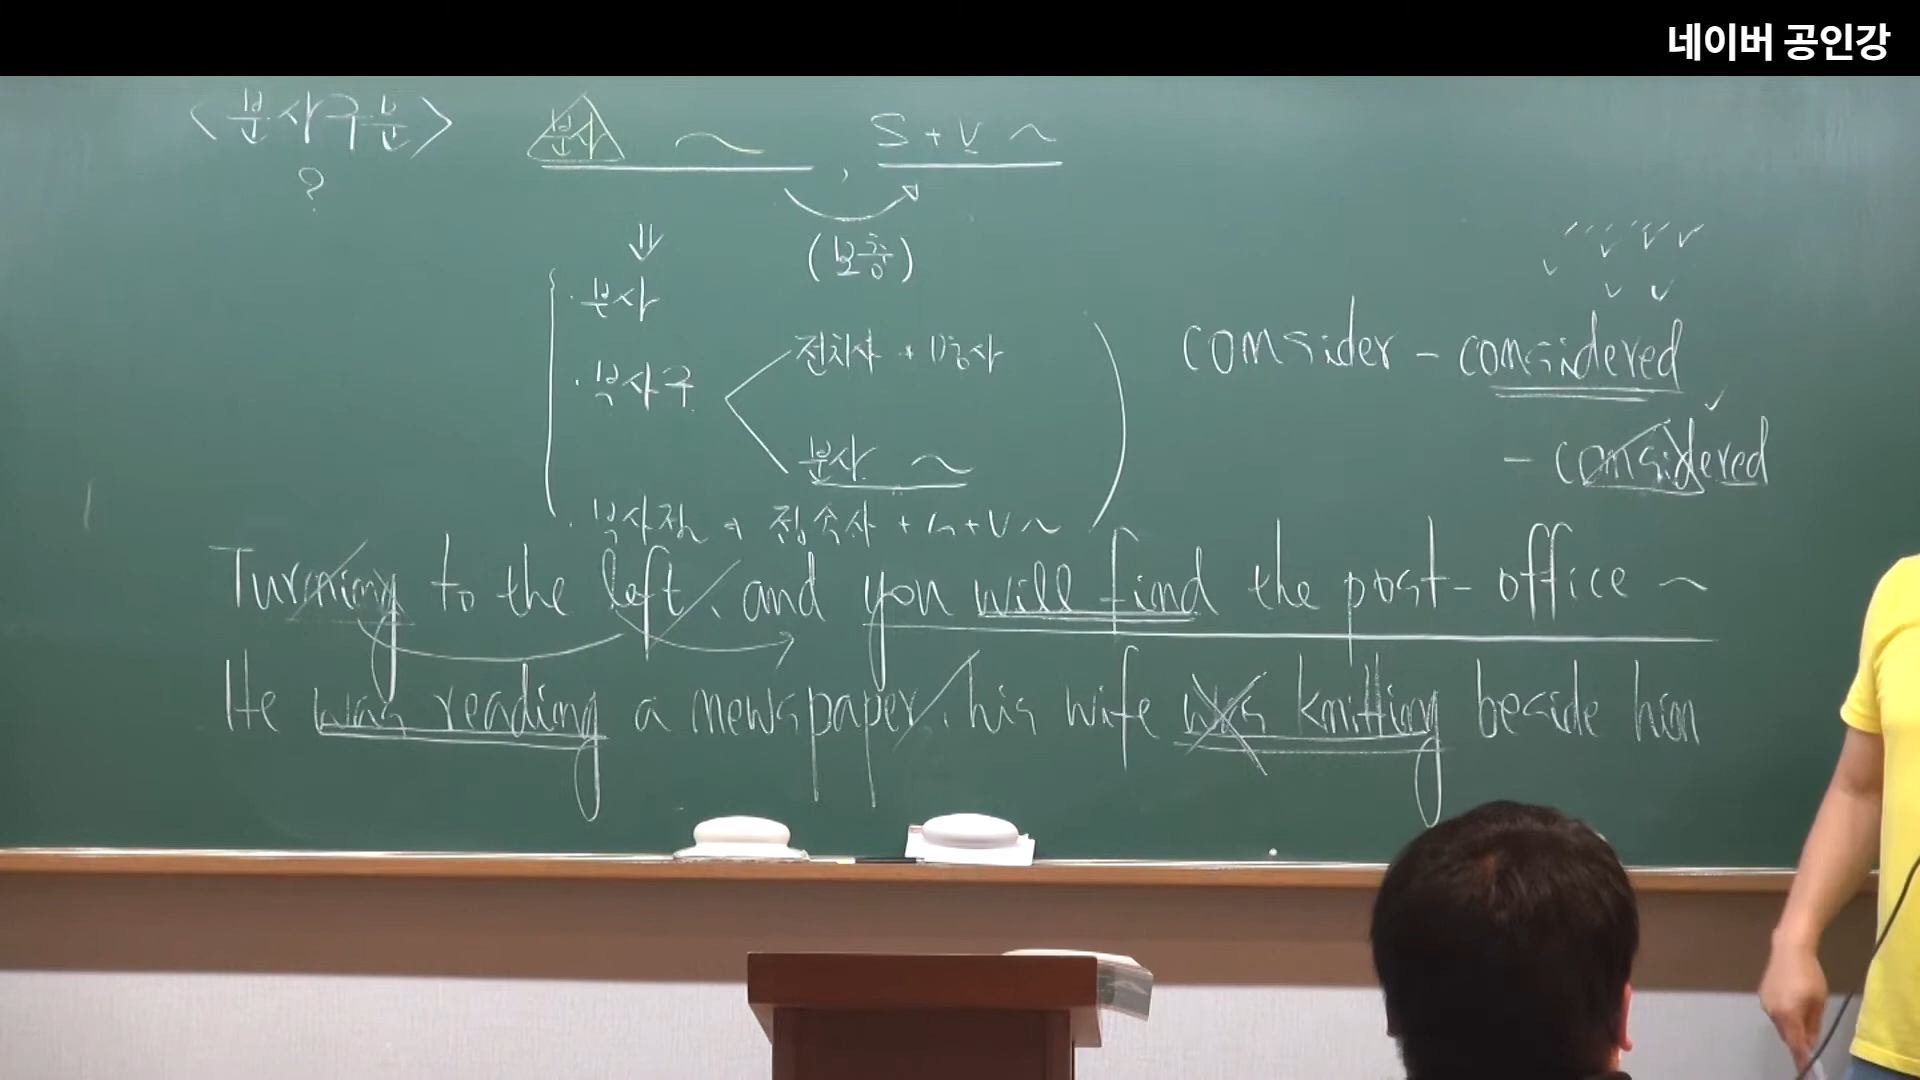 네이버 공인강
<분사구문>
?
분사 ~ , S + V ~
(보충)
⇓
· 부사
· 부사구
전치사 + 명사
분사 ~
· 부사절 → 접속사 + S + V ~
consider - considered
- considered
Turning to the left, and you will find the post-office ~
He was reading a newspaper, his wife was knitting beside him